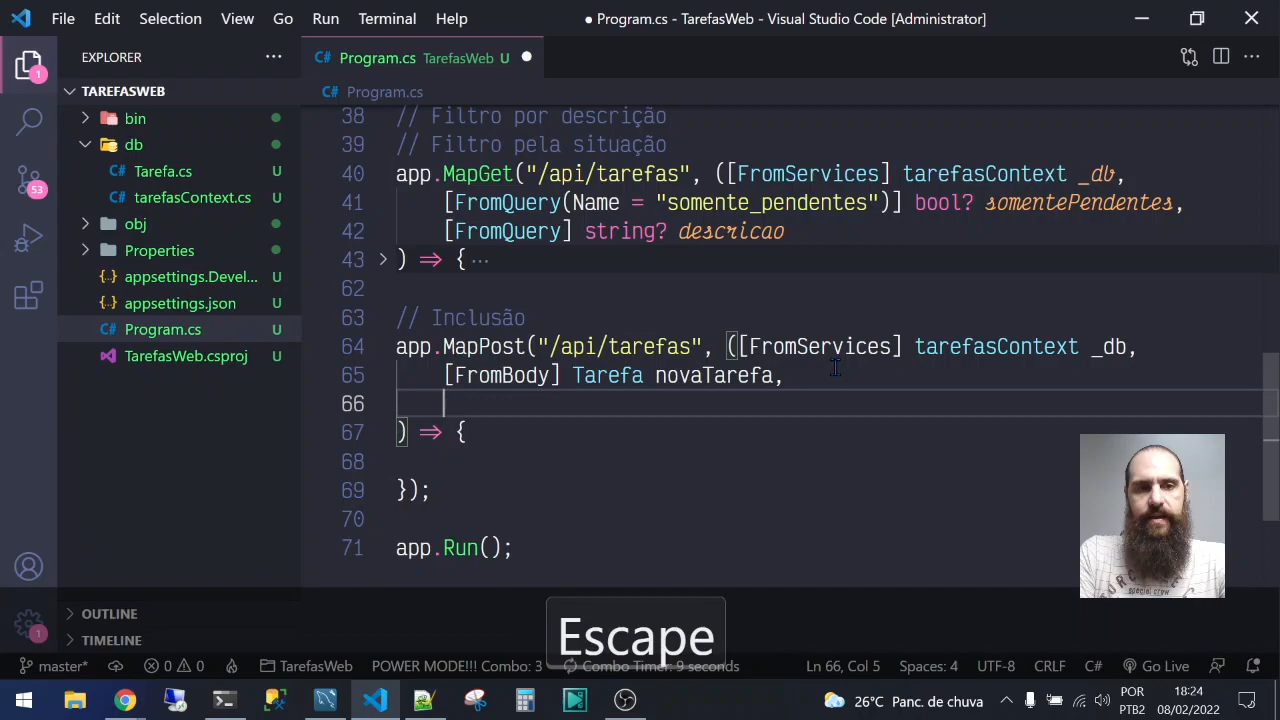 File Edit Selection View Go Run Terminal Help
● Program.cs - TarefasWeb - Visual Studio Code [Administrator]
EXPLORER
Program.cs TarefasWeb U
TAREFASWEB
Program.cs
bin
db
Tarefa.cs U
tarefasContext.cs U
obj
Properties
appsettings.Devel... U
appsettings.json U
Program.cs U
TarefasWeb.csproj U
1
53
38 // Filtro por descrição
39 // Filtro pela situação
40 app.MapGet("/api/tarefas", ([FromServices] tarefasContext _db,
41 [FromQuery(Name = "somente_pendentes")] bool? somentePendentes,
42 [FromQuery] string? descricao
43 ) => { ...
62
63 // Inclusão
64 app.MapPost("/api/tarefas", ([FromServices] tarefasContext _db,
65 [FromBody] Tarefa novaTarefa,
66
67 ) => {
68
69 });
70
71 app.Run();
OUTLINE
TIMELINE
1
Escape
special crew
master* 0 0 TarefasWeb POWER MODE!!! Combo: 3 Combo Timer: 9 seconds Ln 66, Col 5 Spaces: 4 UTF-8 CRLF C# Go Live
26°C Panc. de chuva
POR
PTB2
18:24
08/02/2022